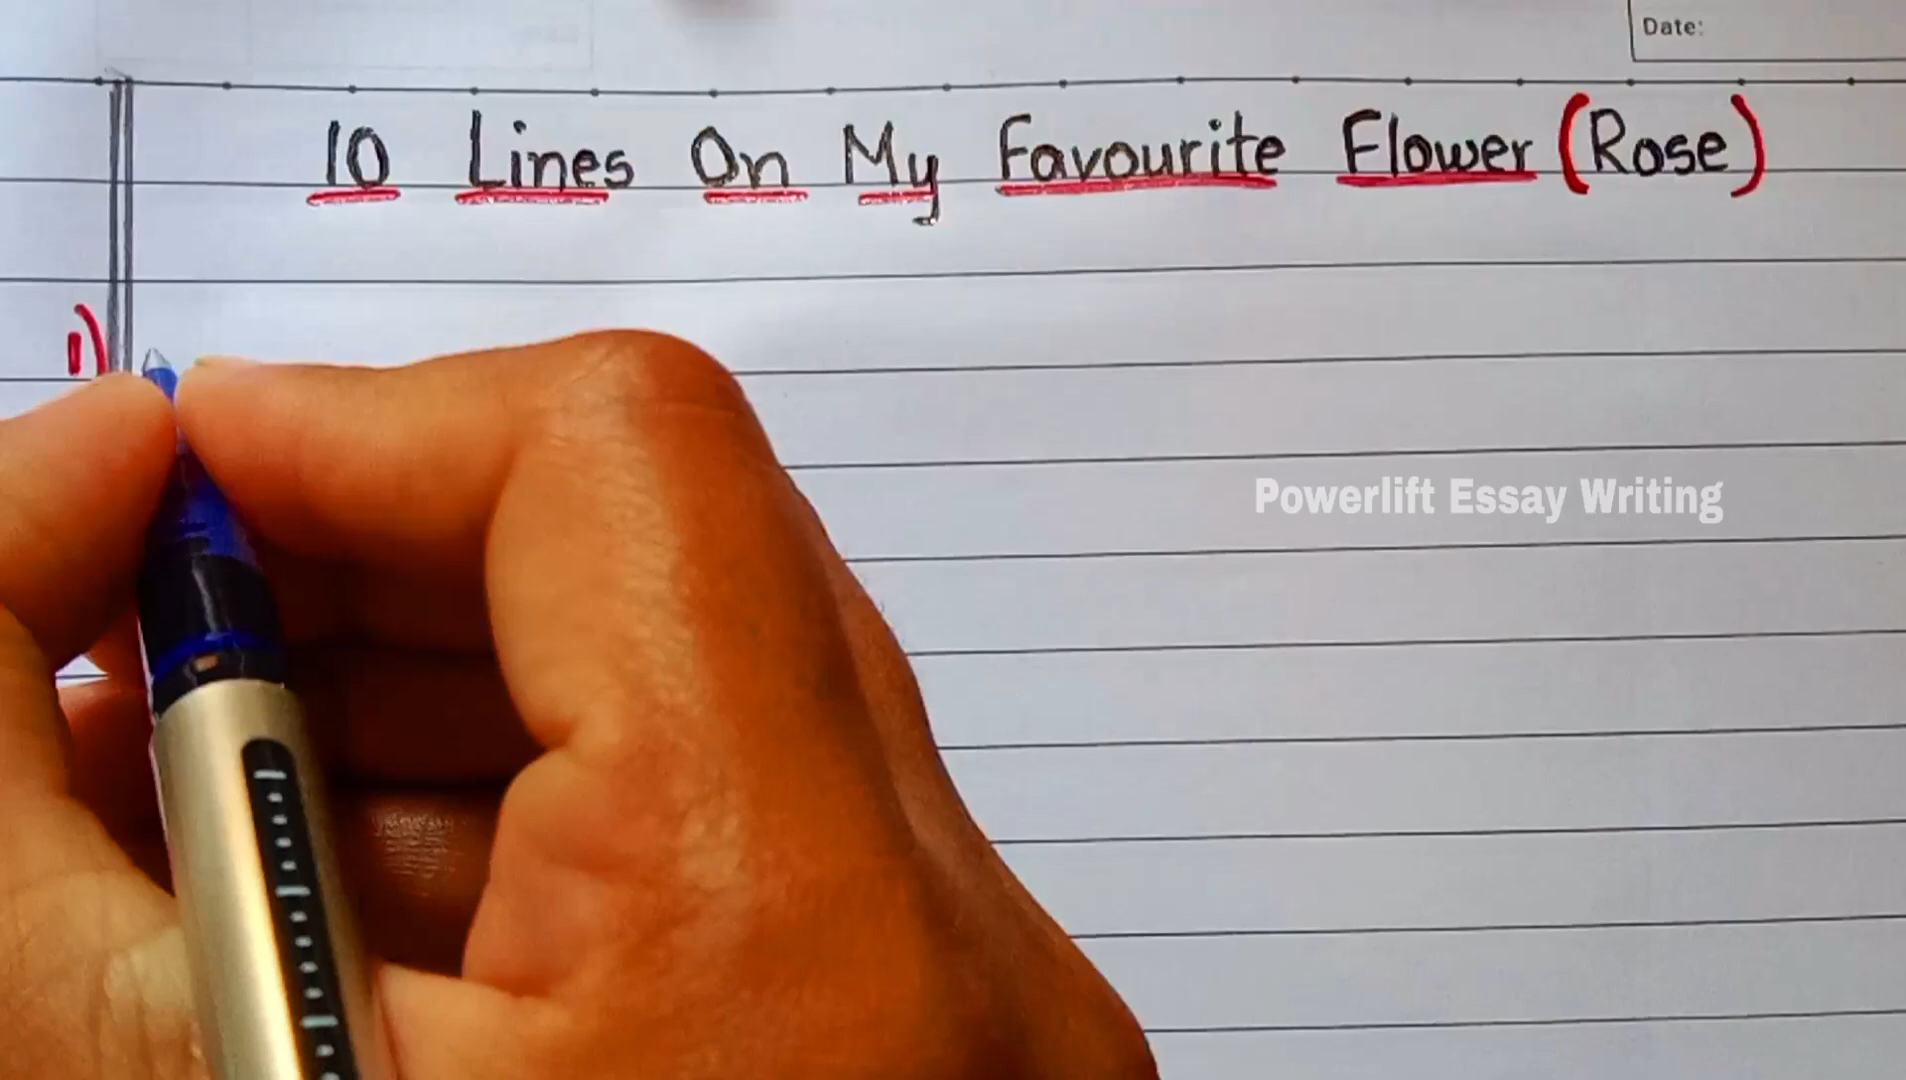 Date:
10 Lines On My Favourite Flower (Rose)
1)
Powerlift Essay Writing